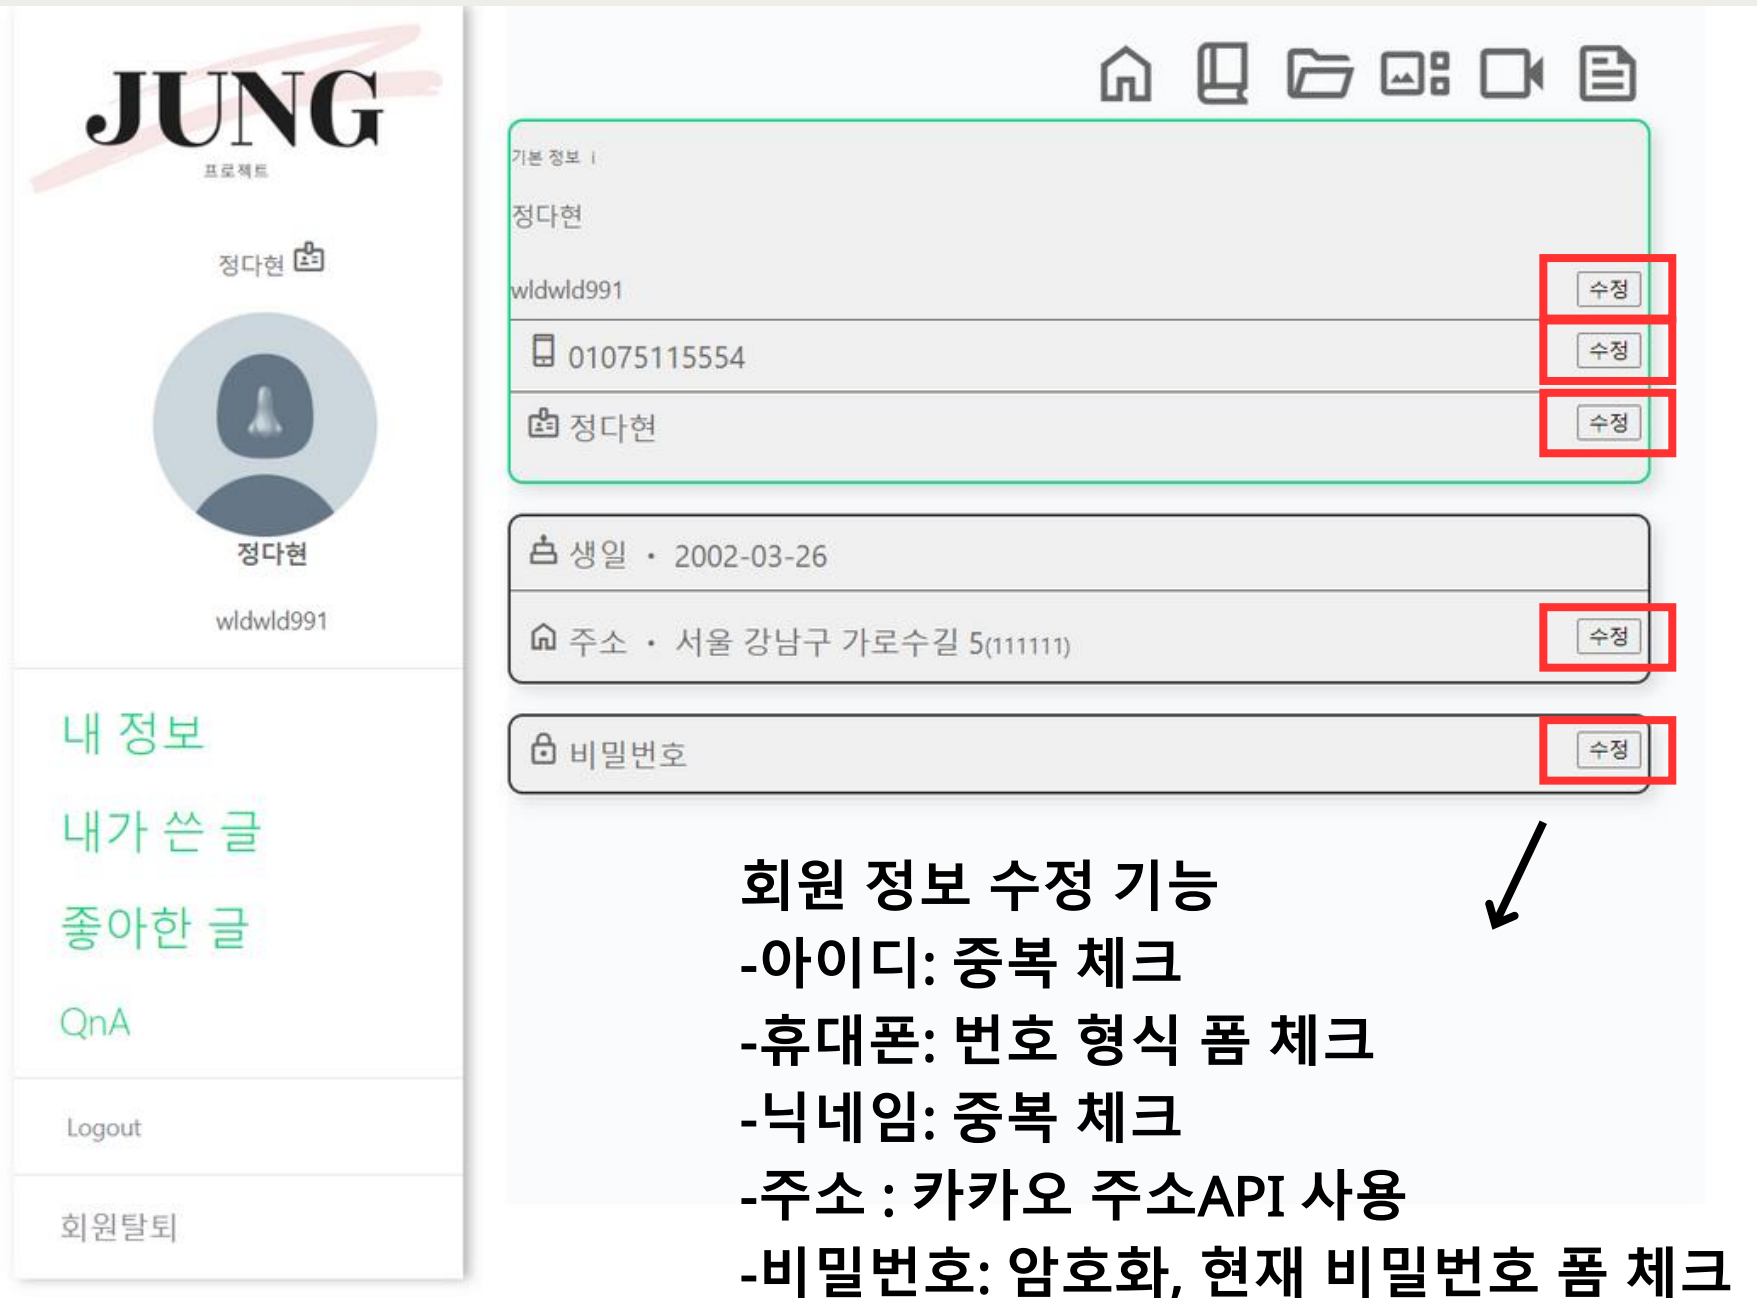 JUNG
프로젝트
정다현
정다현
wldwld991
내 정보
내가 쓴 글
좋아한 글
QnA
Logout
회원탈퇴
기본 정보 i
정다현
wldwld991 수정
01075115554 수정
정다현 수정
생일 · 2002-03-26
주소 · 서울 강남구 가로수길 5(111111) 수정
비밀번호 수정
회원 정보 수정 기능
-아이디: 중복 체크
-휴대폰: 번호 형식 폼 체크
-닉네임: 중복 체크
-주소 : 카카오 주소API 사용
-비밀번호: 암호화, 현재 비밀번호 폼 체크